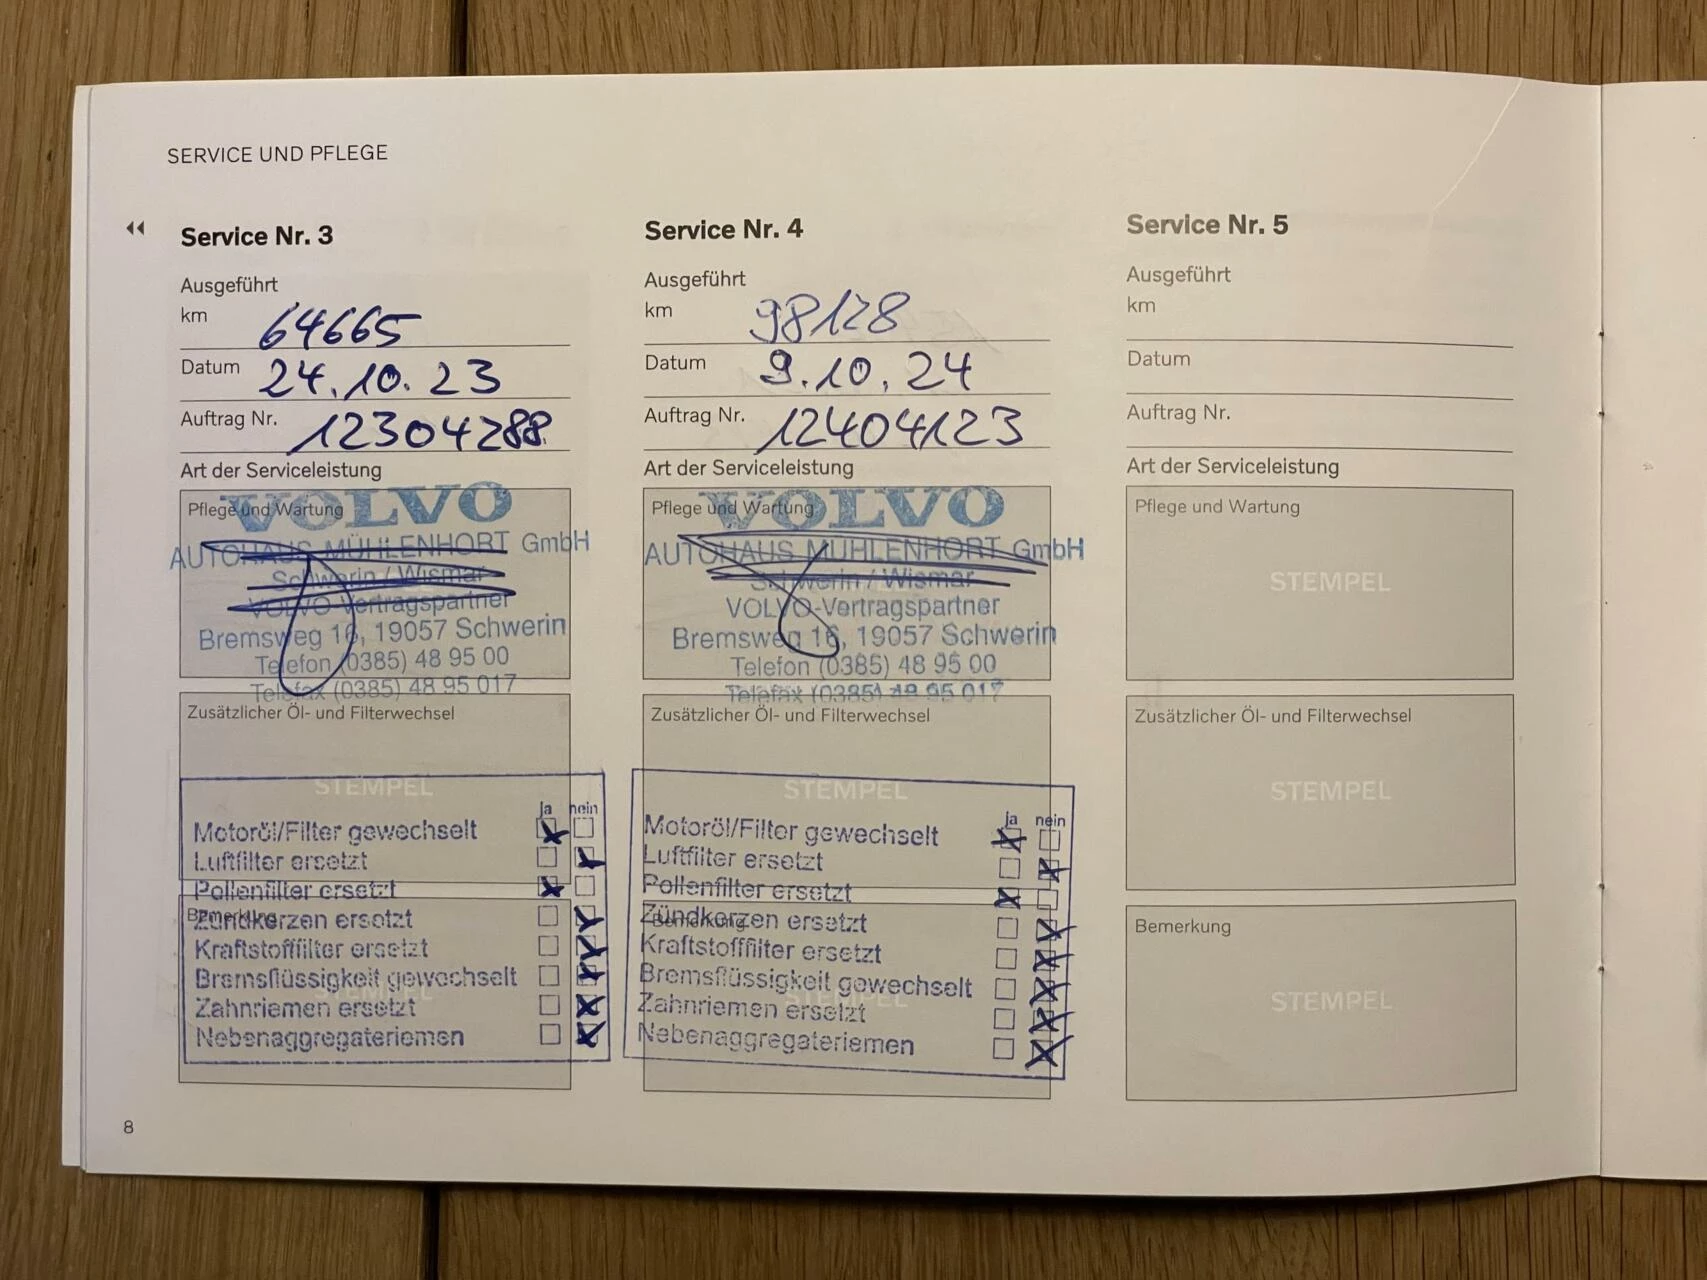 SERVICE UND PFLEGE
Service Nr. 3
Ausgeführt
km 64665
Datum 24.10.23
Auftrag Nr. 12304288
Art der Serviceleistung
Pflege und Wartung
VOLVO
AUTOHAUS MÜHLENHORT GmbH
Schwerin / Wismar
VOLVO-Vertragspartner
Bremsweg 16, 19057 Schwerin
Telefon (0385) 48 95 00
Telefax (0385) 48 95 017
Zusätzlicher Öl- und Filterwechsel
STEMPEL
ja nein
Motoröl/Filter gewechselt
Luftfilter ersetzt
Pollenfilter ersetzt
Bemerkung
Zündkerzen ersetzt
Kraftstofffilter ersetzt
Bremsflüssigkeit gewechselt
STEMPEL
Zahnriemen ersetzt
Nebenaggregateriemen
Service Nr. 4
Ausgeführt
km 98128
Datum 9.10.24
Auftrag Nr. 12404123
Art der Serviceleistung
Pflege und Wartung
VOLVO
AUTOHAUS MÜHLENHORT GmbH
Schwerin / Wismar
VOLVO-Vertragspartner
Bremsweg 16, 19057 Schwerin
Telefon (0385) 48 95 00
Telefax (0385) 48 95 017
Zusätzlicher Öl- und Filterwechsel
STEMPEL
ja nein
Motoröl/Filter gewechselt
Luftfilter ersetzt
Pollenfilter ersetzt
Bemerkung
Zündkerzen ersetzt
Kraftstofffilter ersetzt
Bremsflüssigkeit gewechselt
STEMPEL
Zahnriemen ersetzt
Nebenaggregateriemen
Service Nr. 5
Ausgeführt
km
Datum
Auftrag Nr.
Art der Serviceleistung
Pflege und Wartung
STEMPEL
Zusätzlicher Öl- und Filterwechsel
STEMPEL
Bemerkung
STEMPEL
8